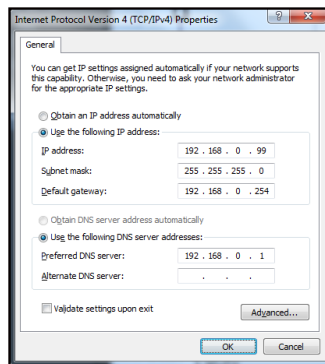 Internet Protocol Version 4 (TCP/IPv4) Properties
General
You can get IP settings assigned automatically if your network supports
this capability. Otherwise, you need to ask your network administrator
for the appropriate IP settings.
Obtain an IP address automatically
Use the following IP address:
IP address: 192 . 168 . 0 . 99
Subnet mask: 255 . 255 . 255 . 0
Default gateway: 192 . 168 . 0 . 254
Obtain DNS server address automatically
Use the following DNS server addresses:
Preferred DNS server: 192 . 168 . 0 . 1
Alternate DNS server: . . .
Validate settings upon exit
Advanced...
OK Cancel